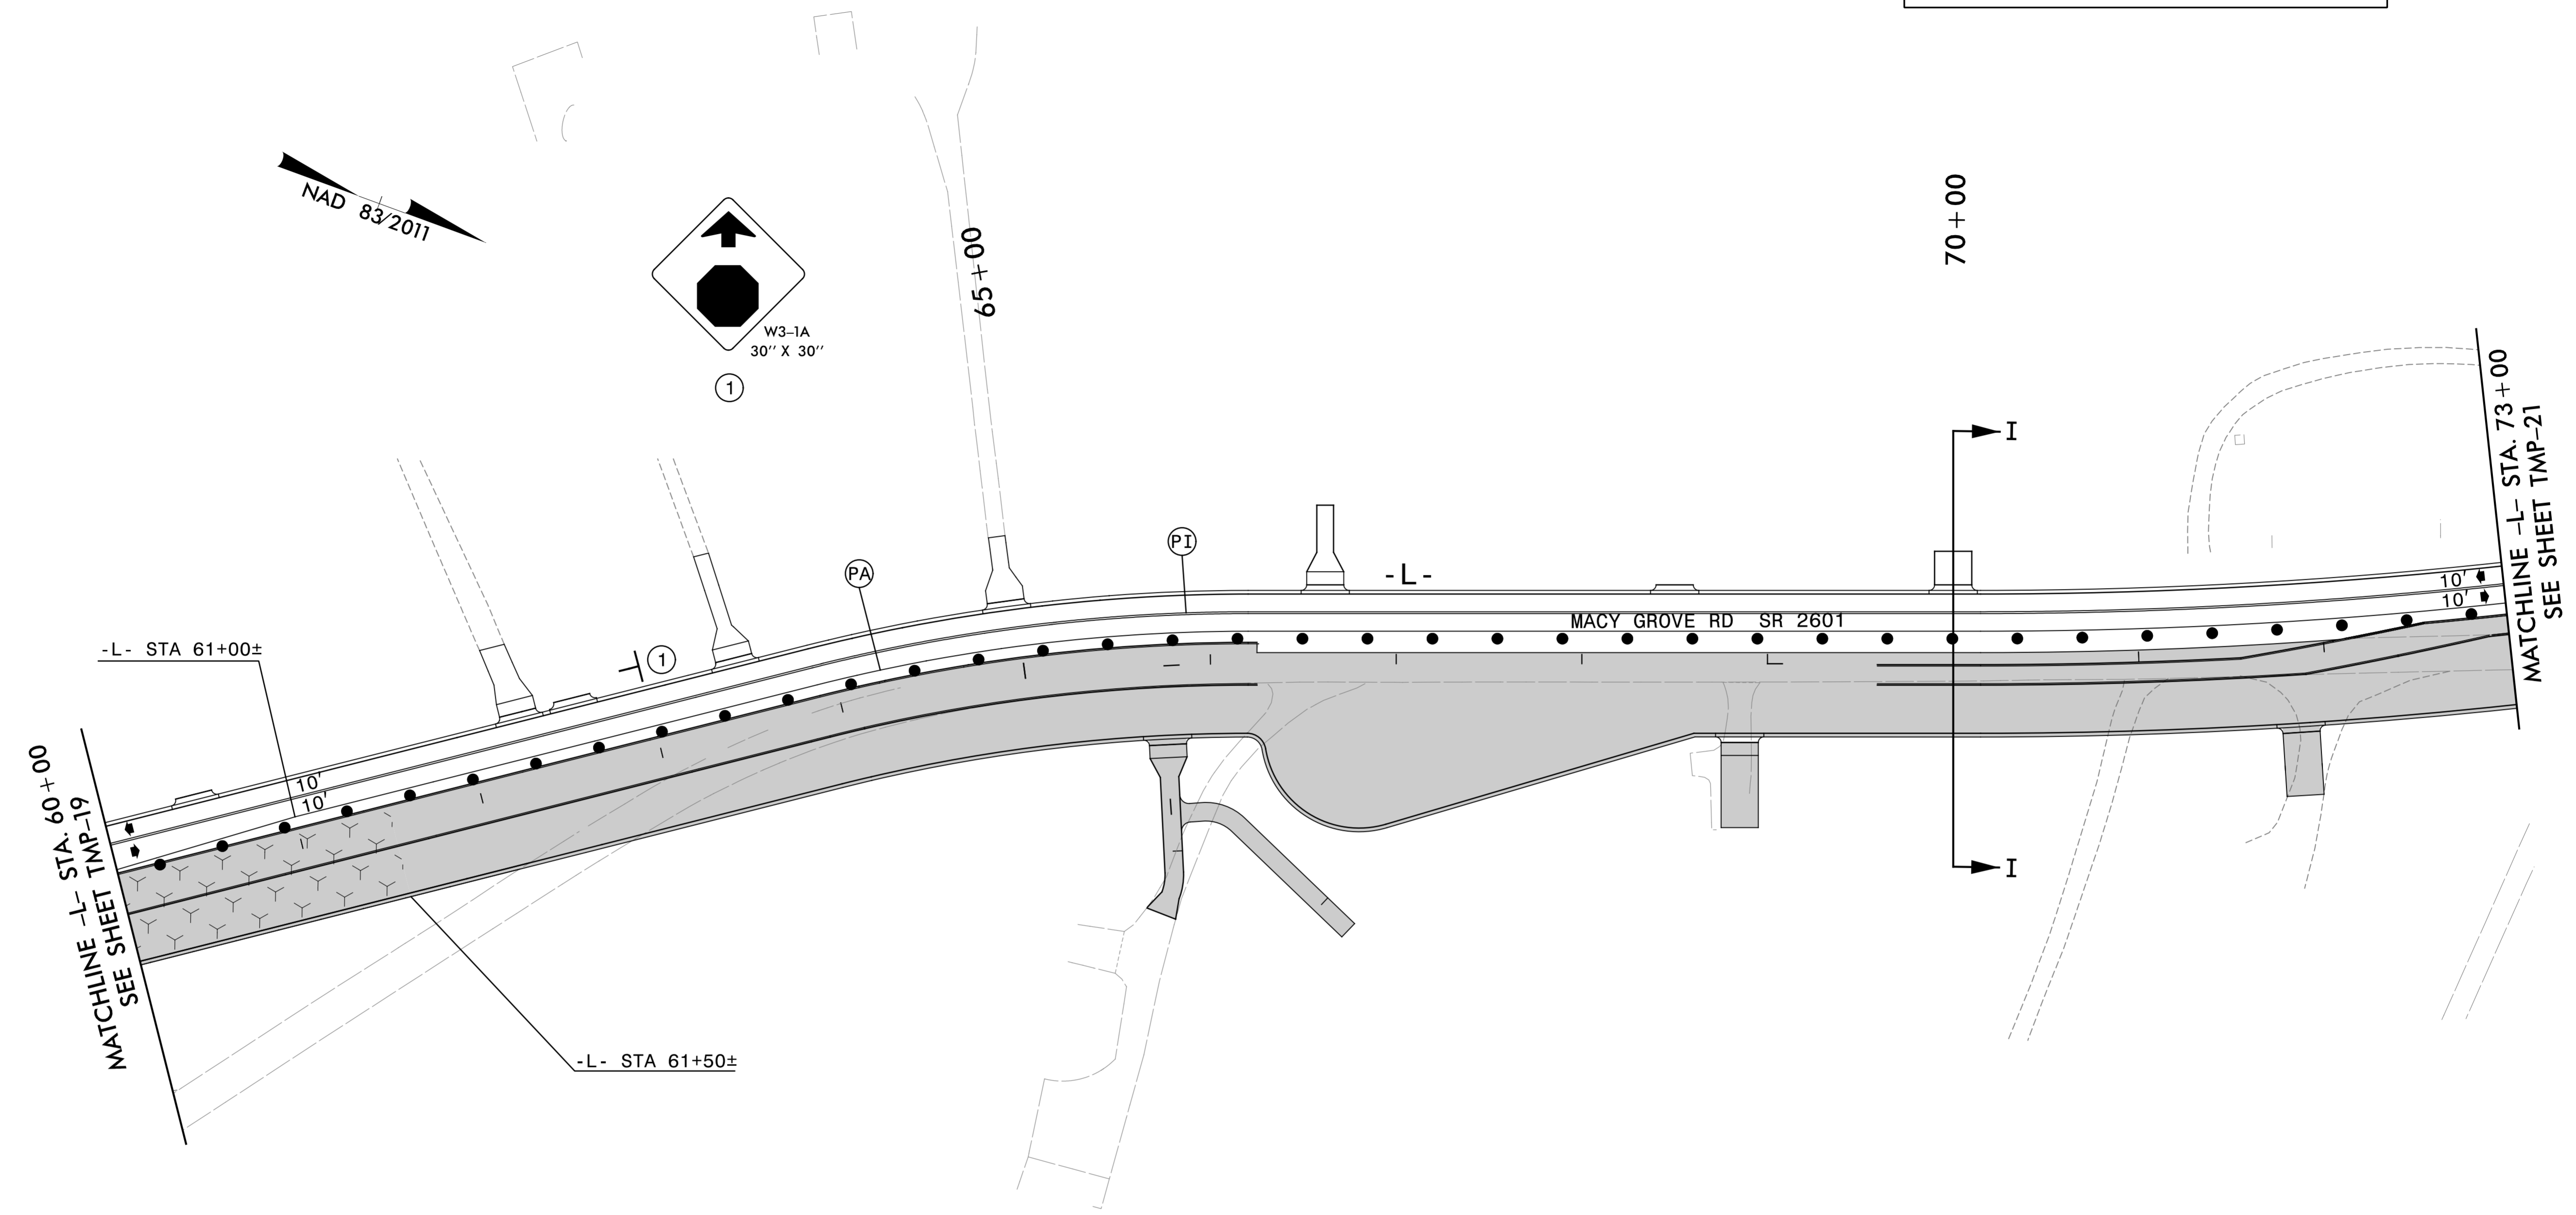 NAD 83/2011
W3-1A
30'' X 30''
1
65+00
70+00
I
I
MATCHLINE -L- STA. 73+00
SEE SHEET TMP-21
PI
PA
-L-
MACY GROVE RD SR 2601
10'
10'
1
-L- STA 61+00±
10'
10'
MATCHLINE -L- STA. 60+00
SEE SHEET TMP-19
-L- STA 61+50±